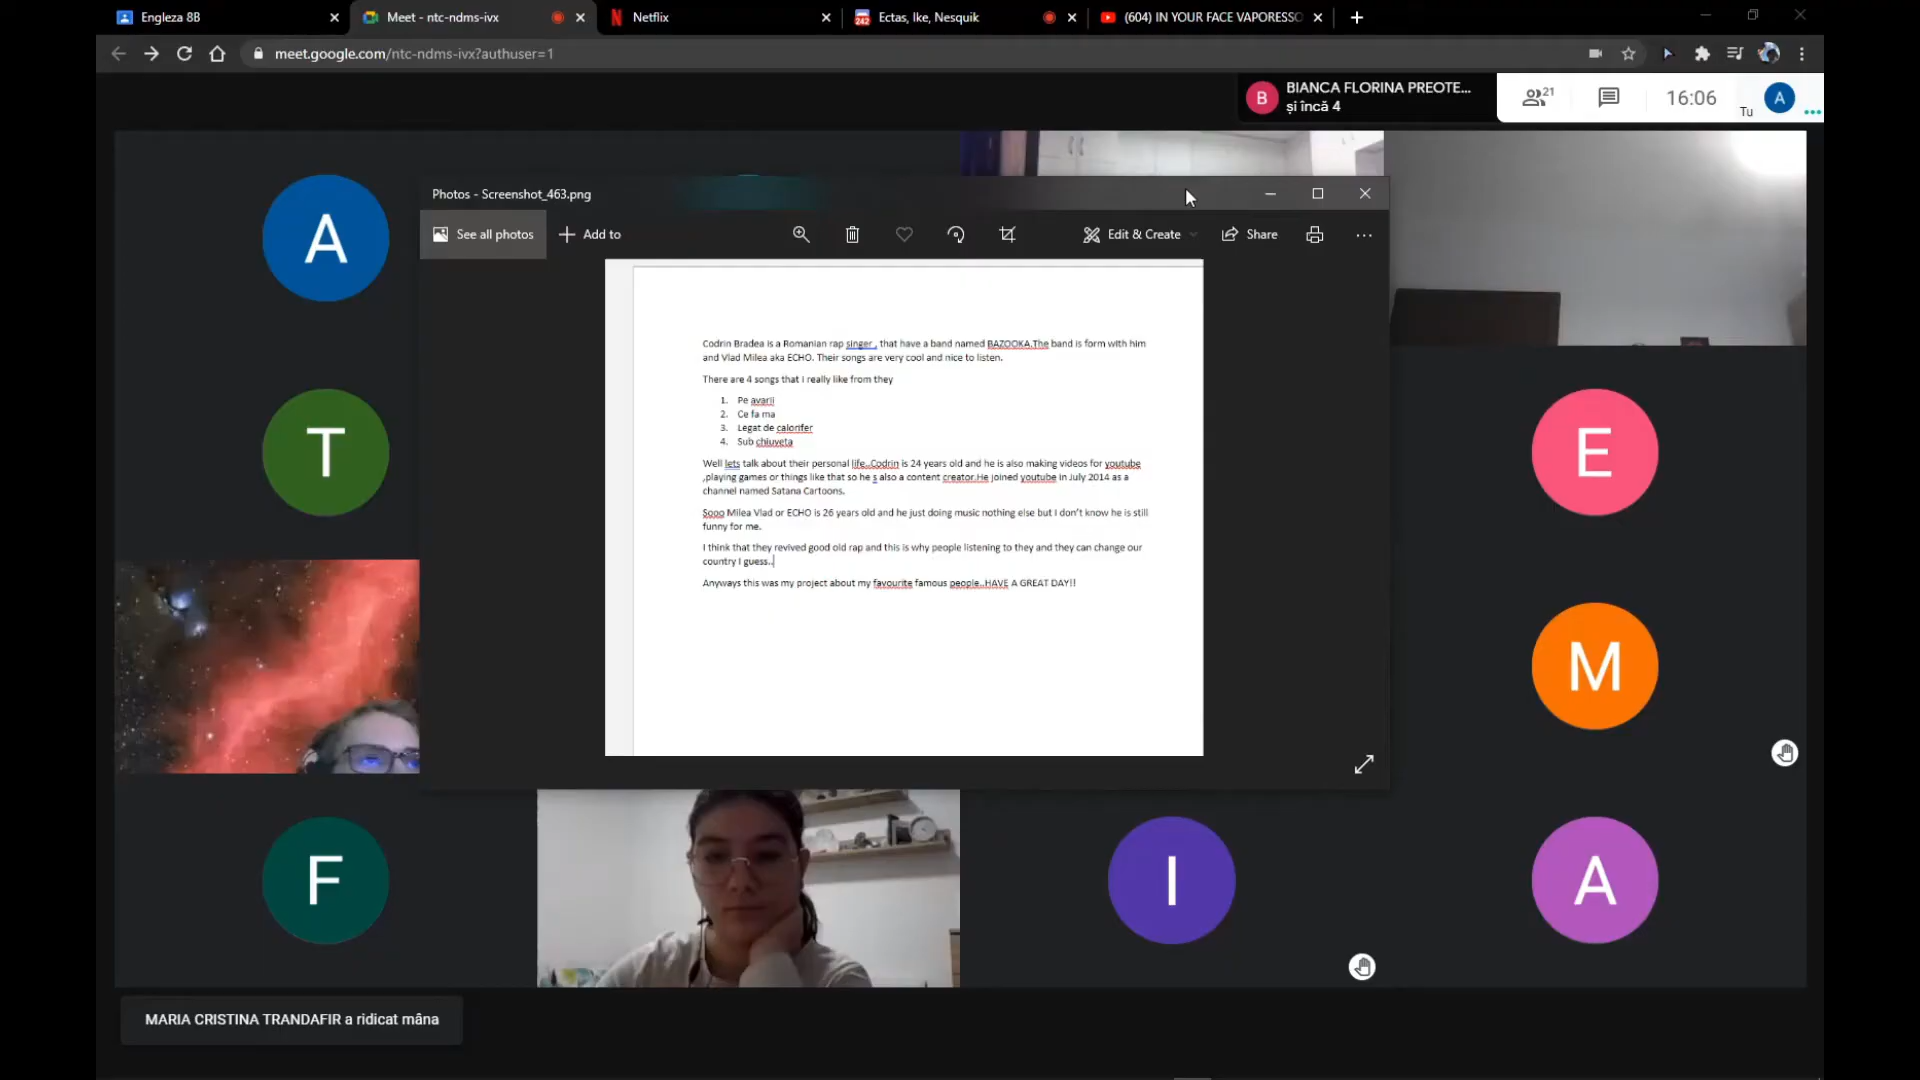 Engleza 8B
Meet - ntc-ndms-ivx
Netflix
242
Ectas, Ike, Nesquik
(604) IN YOUR FACE VAPORESSO
meet.google.com/ntc-ndms-ivx?authuser=1
B
BIANCA FLORINA PREOTE...
și încă 4
21
16:06
Tu
A
A
Photos - Screenshot_463.png
See all photos
Add to
Edit & Create
Share
Codrin Bradea is a Romanian rap singer , that have a band named BAZOOKA.The band is form with him
and Vlad Milea aka ECHO. Their songs are very cool and nice to listen.
There are 4 songs that I really like from they
1. Pe avarii
2. Ce fa ma
3. Legat de calorifer
4. Sub chiuveta
Well lets talk about their personal life..Codrin is 24 years old and he is also making videos for youtube
,playing games or things like that so he s also a content creator.He joined youtube in July 2014 as a
channel named Satana Cartoons.
Sooo Milea Vlad or ECHO is 26 years old and he just doing music nothing else but I don't know he is still
funny for me.
I think that they revived good old rap and this is why people listening to they and they can change our
country I guess..
Anyways this was my project about my favourite famous people..HAVE A GREAT DAY!!
T
E
M
F
I
A
MARIA CRISTINA TRANDAFIR a ridicat mâna